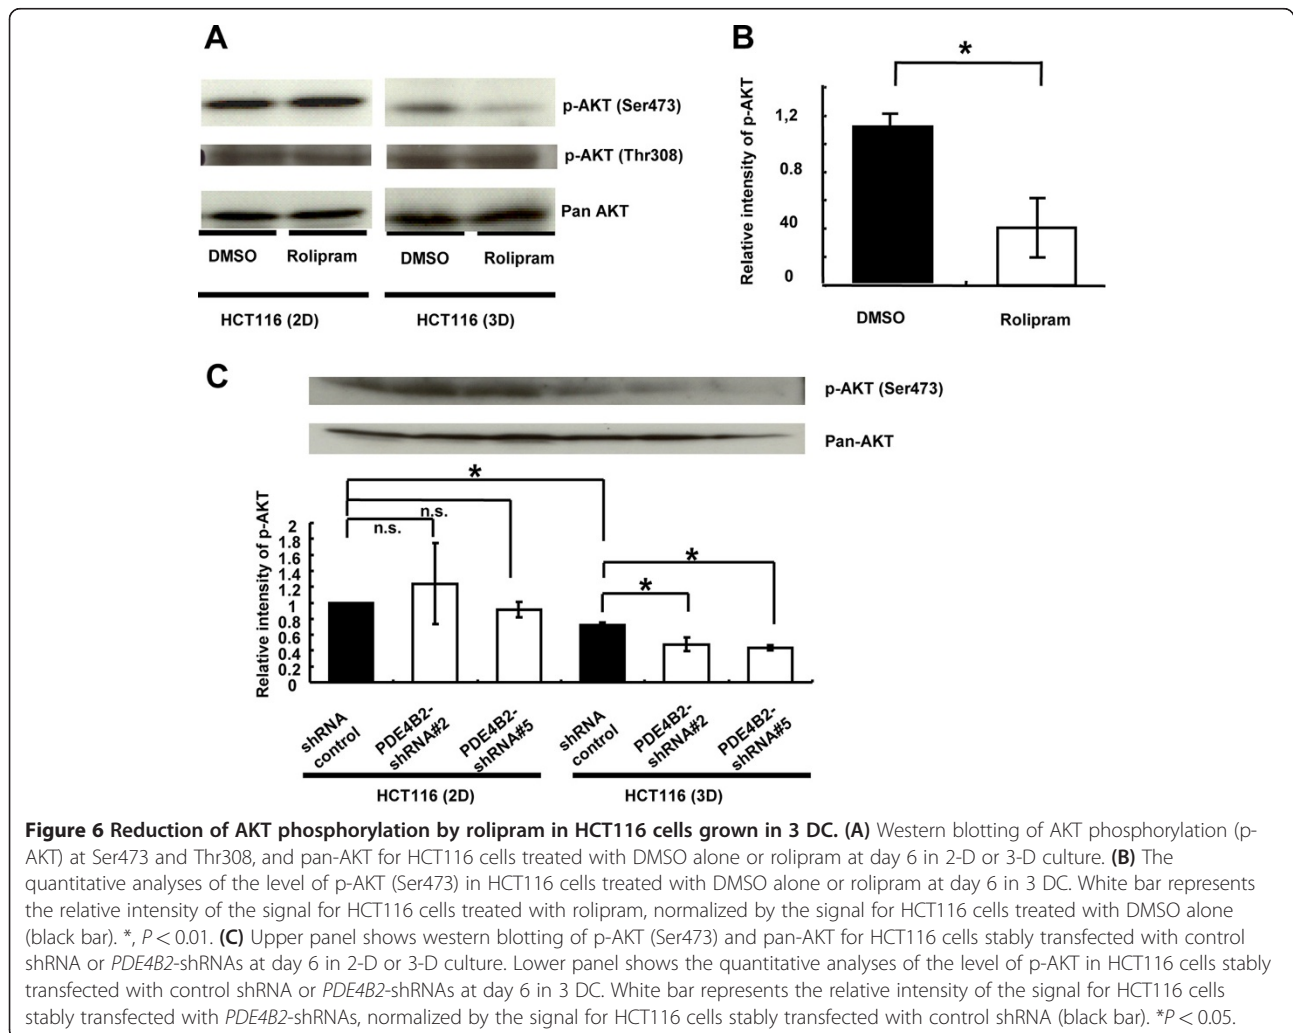 A
p-AKT (Ser473)
p-AKT (Thr308)
Pan AKT
DMSO Rolipram DMSO Rolipram
HCT116 (2D) HCT116 (3D)
B
*
Relative intensity of p-AKT
1,2
0.8
40
0
DMSO Rolipram
C
p-AKT (Ser473)
Pan-AKT
*
n.s.
n.s.
*
*
Relative intensity of p-AKT
2
1.8
1.6
1.4
1.2
1
0.8
0.6
0.4
0.2
0
shRNA
control
PDE4B2-
shRNA#2
PDE4B2-
shRNA#5
shRNA
control
PDE4B2-
shRNA#2
PDE4B2-
shRNA#5
HCT116 (2D) HCT116 (3D)
Figure 6 Reduction of AKT phosphorylation by rolipram in HCT116 cells grown in 3 DC. (A) Western blotting of AKT phosphorylation (p-
AKT) at Ser473 and Thr308, and pan-AKT for HCT116 cells treated with DMSO alone or rolipram at day 6 in 2-D or 3-D culture. (B) The
quantitative analyses of the level of p-AKT (Ser473) in HCT116 cells treated with DMSO alone or rolipram at day 6 in 3 DC. White bar represents
the relative intensity of the signal for HCT116 cells treated with rolipram, normalized by the signal for HCT116 cells treated with DMSO alone
(black bar). *, P < 0.01. (C) Upper panel shows western blotting of p-AKT (Ser473) and pan-AKT for HCT116 cells stably transfected with control
shRNA or PDE4B2-shRNAs at day 6 in 2-D or 3-D culture. Lower panel shows the quantitative analyses of the level of p-AKT in HCT116 cells stably
transfected with control shRNA or PDE4B2-shRNAs at day 6 in 3 DC. White bar represents the relative intensity of the signal for HCT116 cells
stably transfected with PDE4B2-shRNAs, normalized by the signal for HCT116 cells stably transfected with control shRNA (black bar). *P < 0.05.